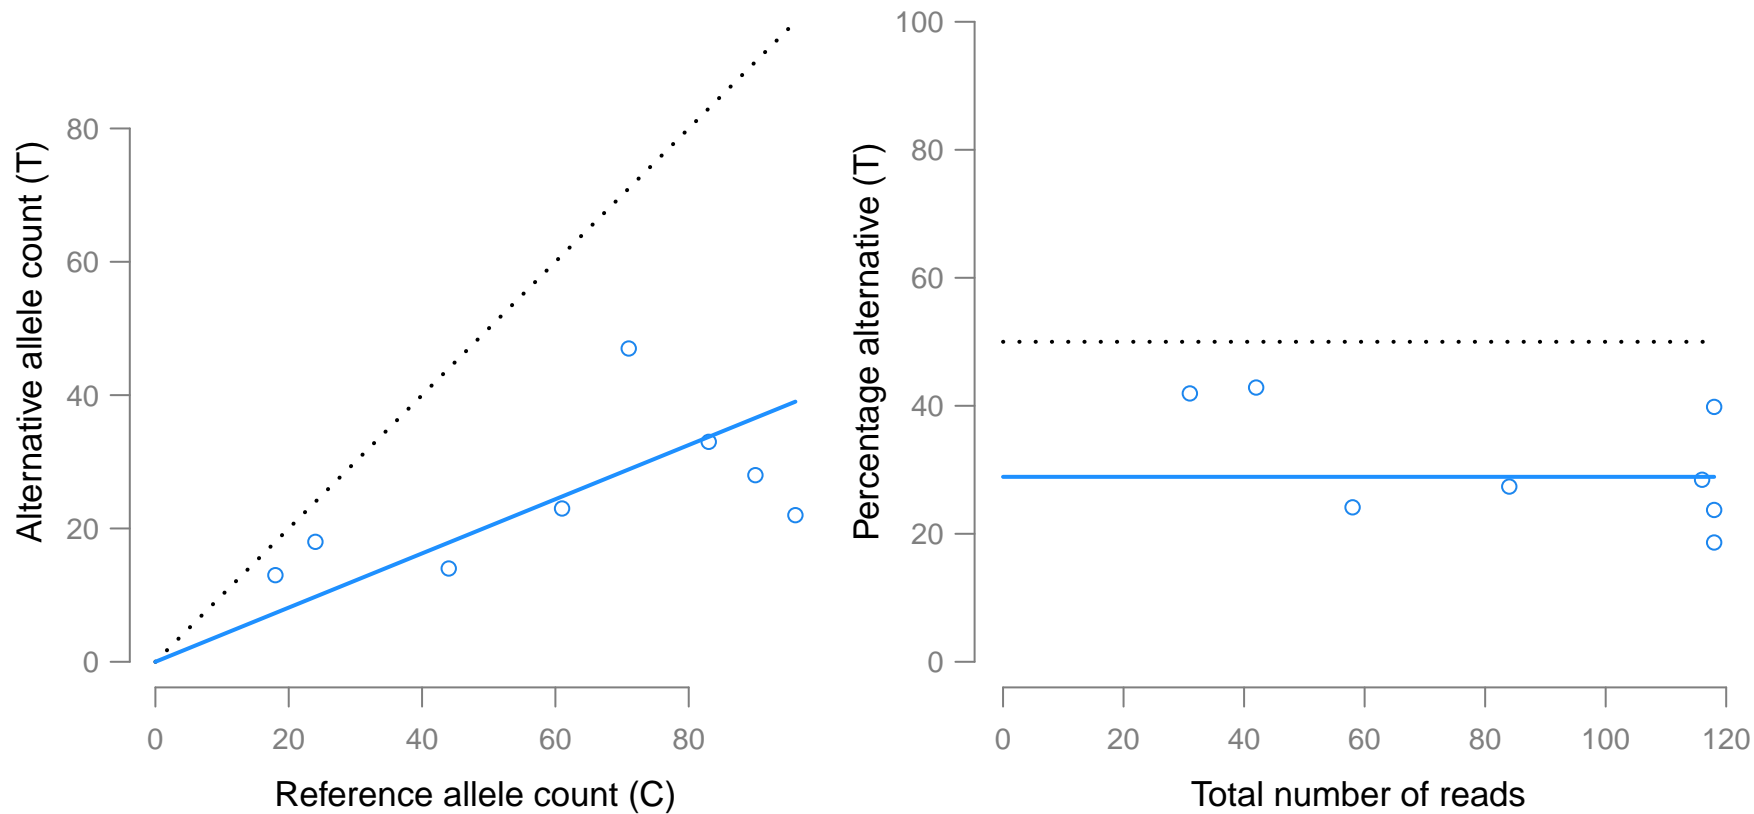 Alternative allele count (T)
80
60
40
20
0
0 20 40 60 80
Reference allele count (C)
Percentage alternative (T)
100
80
60
40
20
0
0 20 40 60 80 100 120
Total number of reads